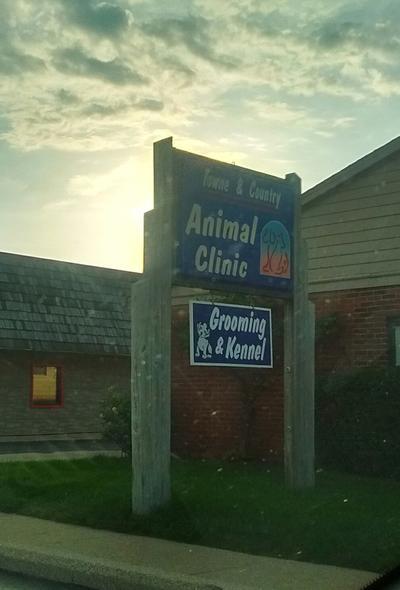 Towne & Country
Animal
Clinic
Grooming
& Kennel